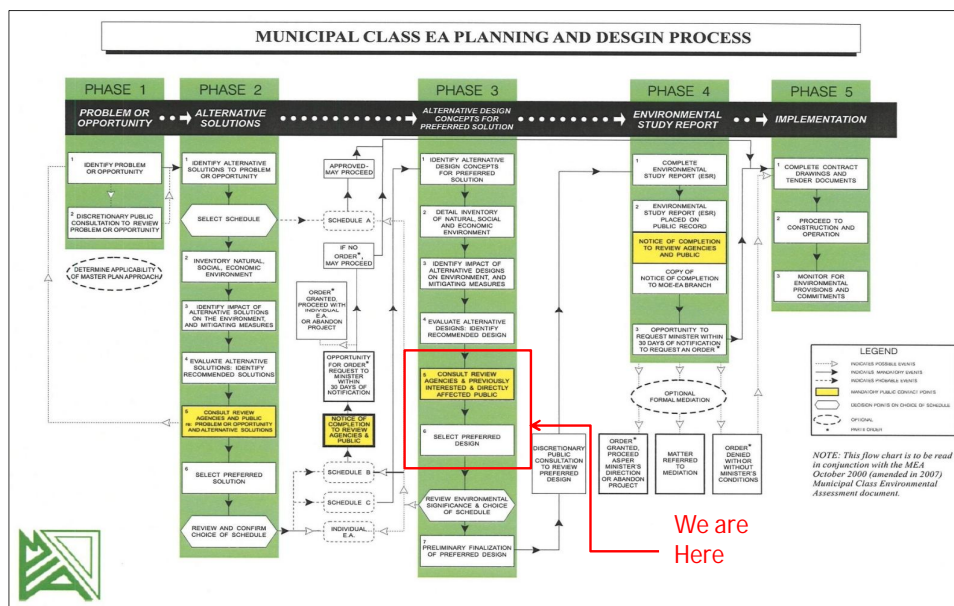 MUNICIPAL CLASS EA PLANNING AND DESGIN PROCESS
PHASE 1
PROBLEM OR
OPPORTUNITY
1
IDENTIFY PROBLEM
OR OPPORTUNITY
2
DISCRETIONARY PUBLIC
CONSULTATION TO REVIEW
PROBLEM OR OPPORTUNITY
DETERMINE APPLICABILITY
OF MASTER PLAN APPROACH
PHASE 2
ALTERNATIVE
SOLUTIONS
1
IDENTIFY ALTERNATIVE
SOLUTIONS TO PROBLEM
OR OPPORTUNITY
SELECT SCHEDULE
2
INVENTORY NATURAL,
SOCIAL, ECONOMIC
ENVIRONMENT
3
IDENTIFY IMPACT OF
ALTERNATIVE SOLUTIONS
ON THE ENVIRONMENT,
AND MITIGATING MEASURES
4
EVALUATE ALTERNATIVE
SOLUTIONS: IDENTIFY
RECOMMENDED SOLUTIONS
5
CONSULT REVIEW
AGENCIES AND PUBLIC
re: PROBLEM OR OPPORTUNITY
AND ALTERNATIVE SOLUTIONS
6
SELECT PREFERRED
SOLUTION
REVIEW AND CONFIRM
CHOICE OF SCHEDULE
APPROVED-
MAY PROCEED
SCHEDULE A
IF NO
ORDER*,
MAY PROCEED
ORDER*
GRANTED,
PROCEED WITH
INDIVIDUAL
E.A.
OR ABANDON
PROJECT
OPPORTUNITY
FOR ORDER*
REQUEST TO
MINISTER
WITHIN
30 DAYS OF
NOTIFICATION
NOTICE OF
COMPLETION
TO REVIEW
AGENCIES &
PUBLIC
SCHEDULE B
SCHEDULE C
INDIVIDUAL
E.A.
PHASE 3
ALTERNATIVE DESIGN
CONCEPTS FOR
PREFERRED SOLUTION
1
IDENTIFY ALTERNATIVE
DESIGN CONCEPTS
FOR PREFERRED
SOLUTION
2
DETAIL INVENTORY
OF NATURAL, SOCIAL
AND ECONOMIC
ENVIRONMENT
3
IDENTIFY IMPACT OF
ALTERNATIVE DESIGNS
ON ENVIRONMENT, AND
MITIGATING MEASURES
4
EVALUATE ALTERNATIVE
DESIGNS: IDENTIFY
RECOMMENDED DESIGN
5
CONSULT REVIEW
AGENCIES & PREVIOUSLY
INTERESTED & DIRECTLY
AFFECTED PUBLIC
6
SELECT PREFERRED
DESIGN
REVIEW ENVIRONMENTAL
SIGNIFICANCE & CHOICE
OF SCHEDULE
7
PRELIMINARY FINALIZATION
OF PREFERRED DESIGN
DISCRETIONARY
PUBLIC
CONSULTATION
TO REVIEW
PREFERRED
DESIGN
PHASE 4
ENVIRONMENTAL
STUDY REPORT
1
COMPLETE
ENVIRONMENTAL
STUDY REPORT (ESR)
2
ENVIRONMENTAL
STUDY REPORT (ESR)
PLACED ON
PUBLIC RECORD
NOTICE OF COMPLETION
TO REVIEW AGENCIES
AND PUBLIC
COPY OF
NOTICE OF COMPLETION
TO MOE-EA BRANCH
3
OPPORTUNITY TO
REQUEST MINISTER WITHIN
30 DAYS OF NOTIFICATION
TO REQUEST AN ORDER*
OPTIONAL
FORMAL MEDIATION
ORDER*
GRANTED,
PROCEED ASPER
MINISTER'S
DIRECTION
OR ABANDON
PROJECT
MATTER
REFERRED
TO MEDIATION
ORDER*
DENIED WITH
OR WITHOUT
MINISTER'S
CONDITIONS
PHASE 5
IMPLEMENTATION
1
COMPLETE CONTRACT
DRAWINGS AND
TENDER DOCUMENTS
2
PROCEED TO
CONSTRUCTION AND
OPERATION
3
MONITOR FOR
ENVIRONMENTAL
PROVISIONS AND
COMMITMENTS
LEGEND
INDICATES POSSIBLE EVENTS
INDICATES MANDATORY EVENTS
INDICATES PROBABLE EVENTS
MANDATORY PUBLIC CONTACT POINTS
DECISION POINTS ON CHOICE OF SCHEDULE
OPTIONAL
* PART II ORDER
NOTE: This flow chart is to be read
in conjunction with the MEA
October 2000 (amended in 2007)
Municipal Class Environmental
Assessment document.
We are
Here
MEA